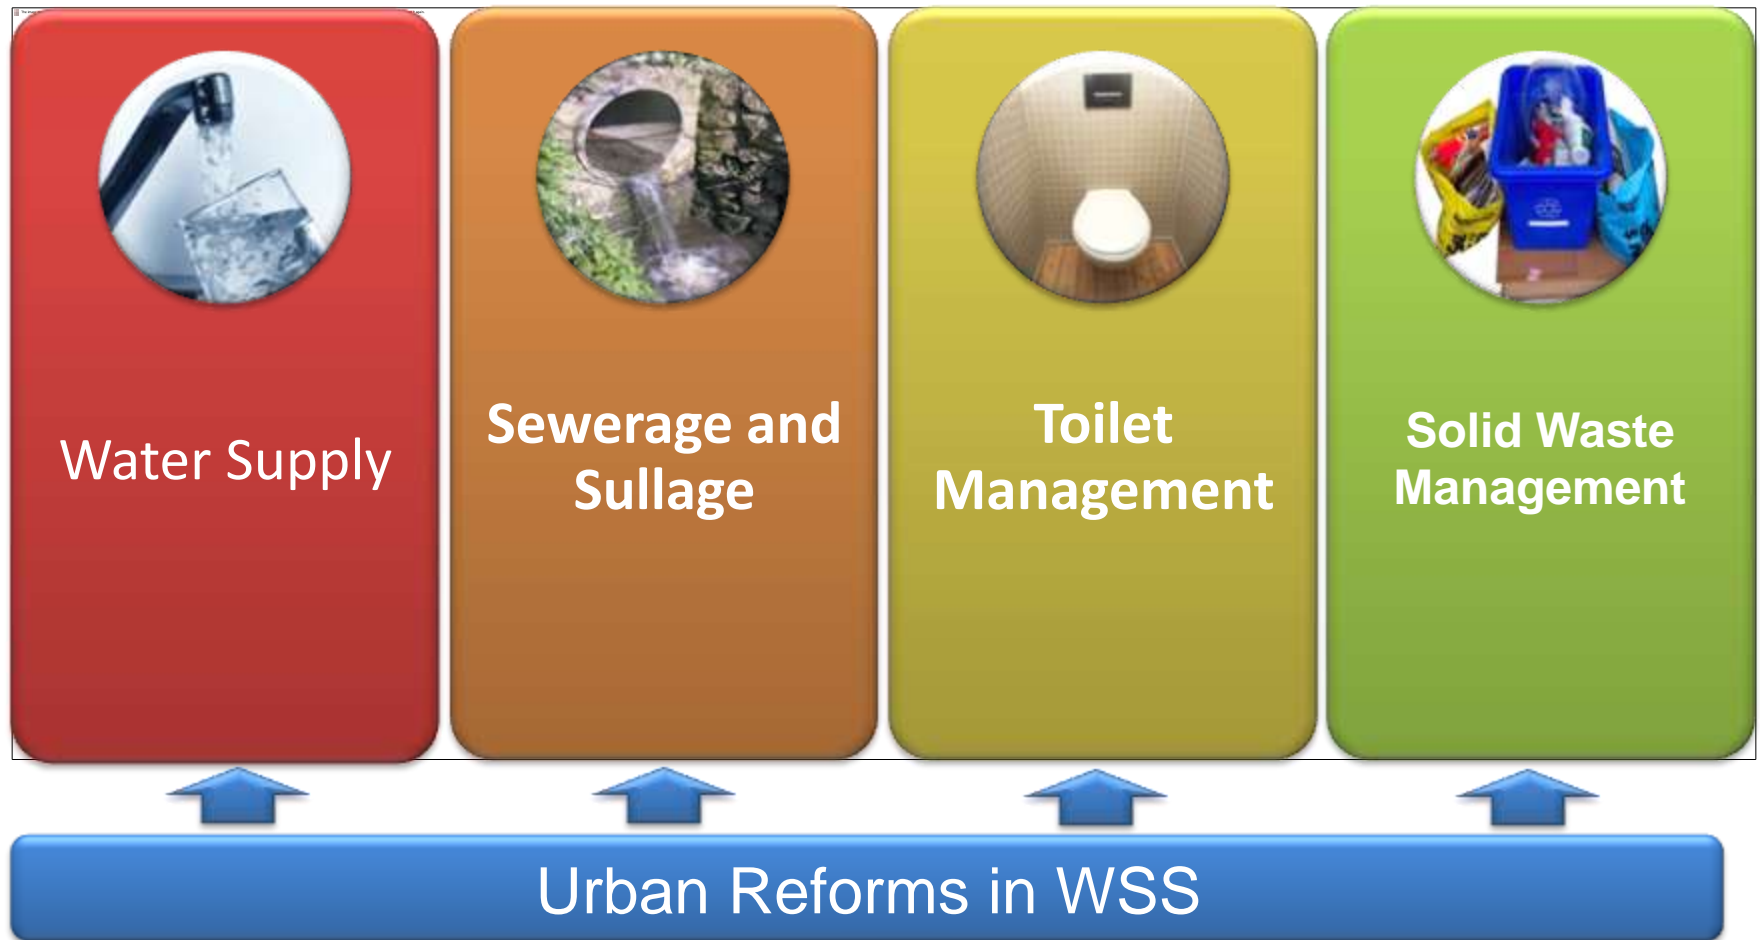 Water Supply
Sewerage and
Sullage
Toilet
Management
Solid Waste
Management
Urban Reforms in WSS